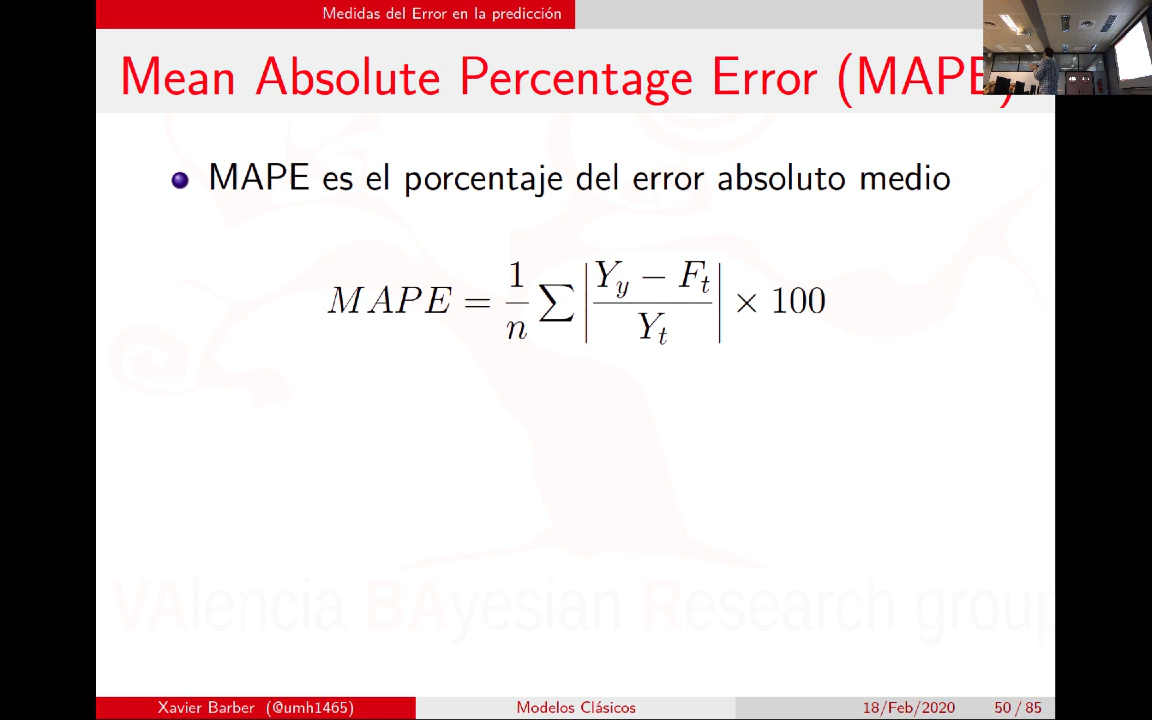 Medidas del Error en la predicción
Mean Absolute Percentage Error (MAPE)
MAPE es el porcentaje del error absoluto medio
MAPE = 1/n ∑ |Y_y − F_t / Y_t| × 100
VAlencia BAyesian Research group
Xavier Barber (@umh1465) Modelos Clásicos 18/Feb/2020 50 / 85